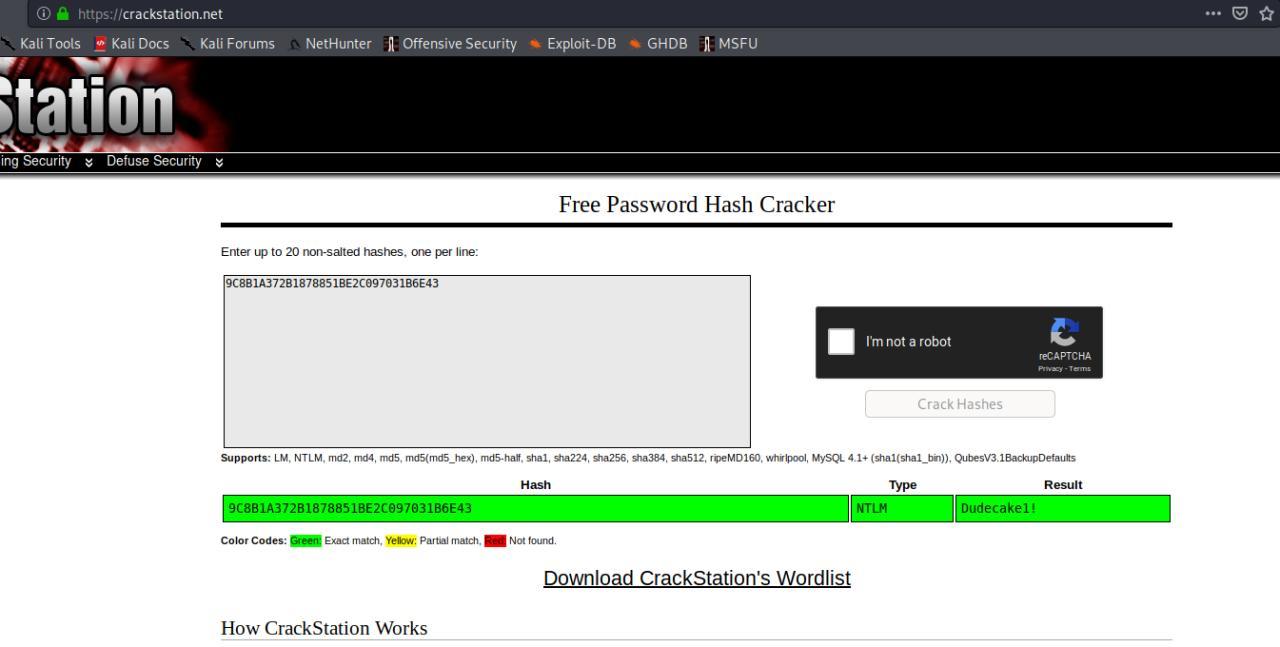 https://crackstation.net
Kali Tools Kali Docs Kali Forums NetHunter Offensive Security Exploit-DB GHDB MSFU
Station
ing Security Defuse Security
Free Password Hash Cracker
Enter up to 20 non-salted hashes, one per line:
9C8B1A372B1878851BE2C097031B6E43
I'm not a robot
reCAPTCHA
Privacy - Terms
Crack Hashes
Supports: LM, NTLM, md2, md4, md5, md5(md5_hex), md5-half, sha1, sha224, sha256, sha384, sha512, ripeMD160, whirlpool, MySQL 4.1+ (sha1(sha1_bin)), QubesV3.1BackupDefaults
Hash Type Result
9C8B1A372B1878851BE2C097031B6E43 NTLM Dudecake1!
Color Codes: Green: Exact match, Yellow: Partial match, Red: Not found.
Download CrackStation's Wordlist
How CrackStation Works